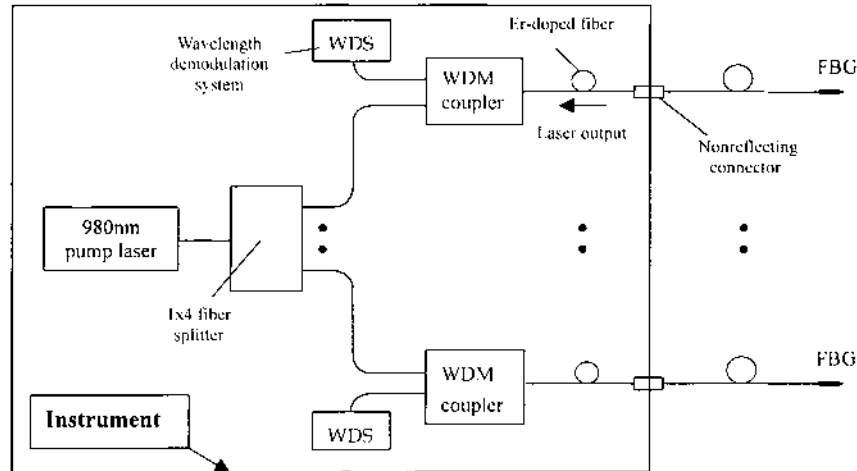 Wavelength
demodulation
system
WDS
WDM
coupler
Er-doped fiber
Laser output
FBG
Nonreflecting
connector
980nm
pump laser
1x4 fiber
splitter
WDM
coupler
FBG
Instrument
WDS